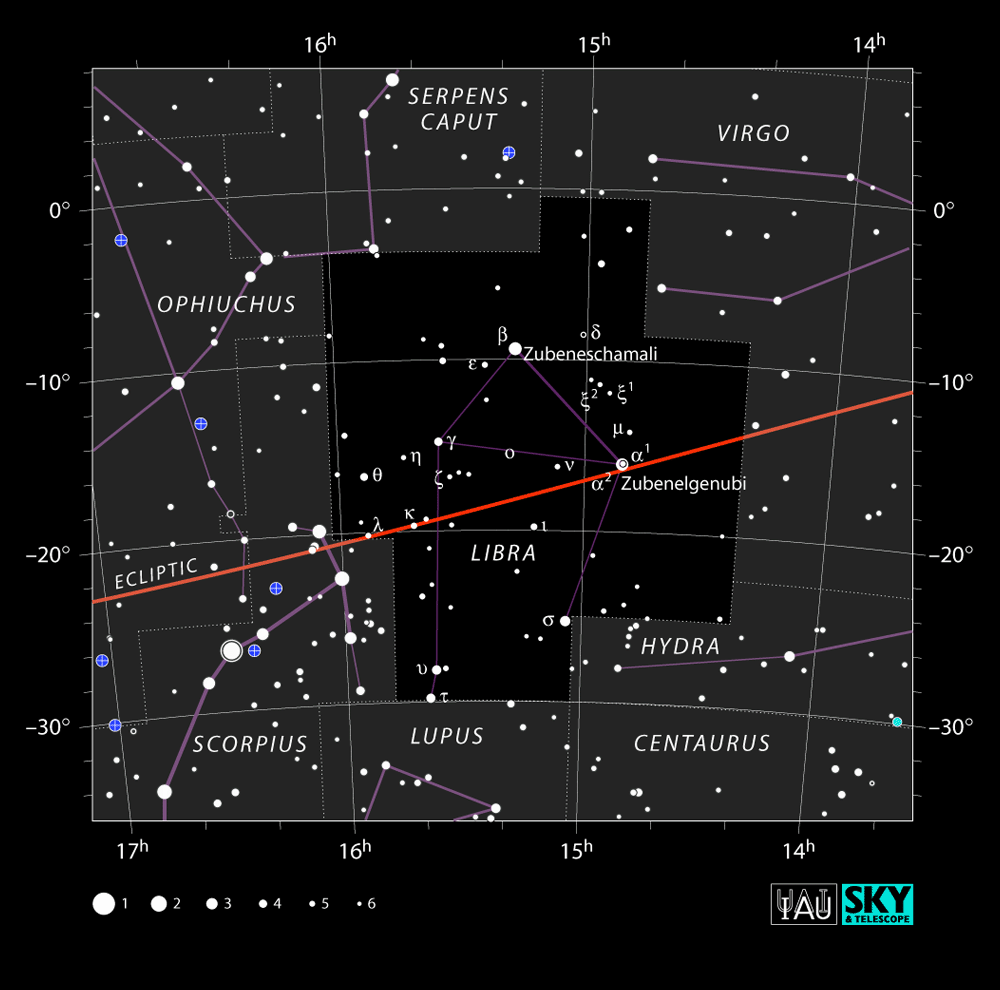 16h 15h 14h
SERPENS
CAPUT
VIRGO
0° 0°
OPHIUCHUS
β δ
Zubeneschamali
ε
−10° −10°
ξ² ξ¹
μ
γ ο α¹
η ν
θ ζ α² Zubenelgenubi
κ
λ ι
LIBRA
−20° −20°
ECLIPTIC
σ
HYDRA
υ
τ
−30° −30°
SCORPIUS LUPUS CENTAURUS
17h 16h 15h 14h
1 2 3 4 5 6
IAU SKY
& TELESCOPE